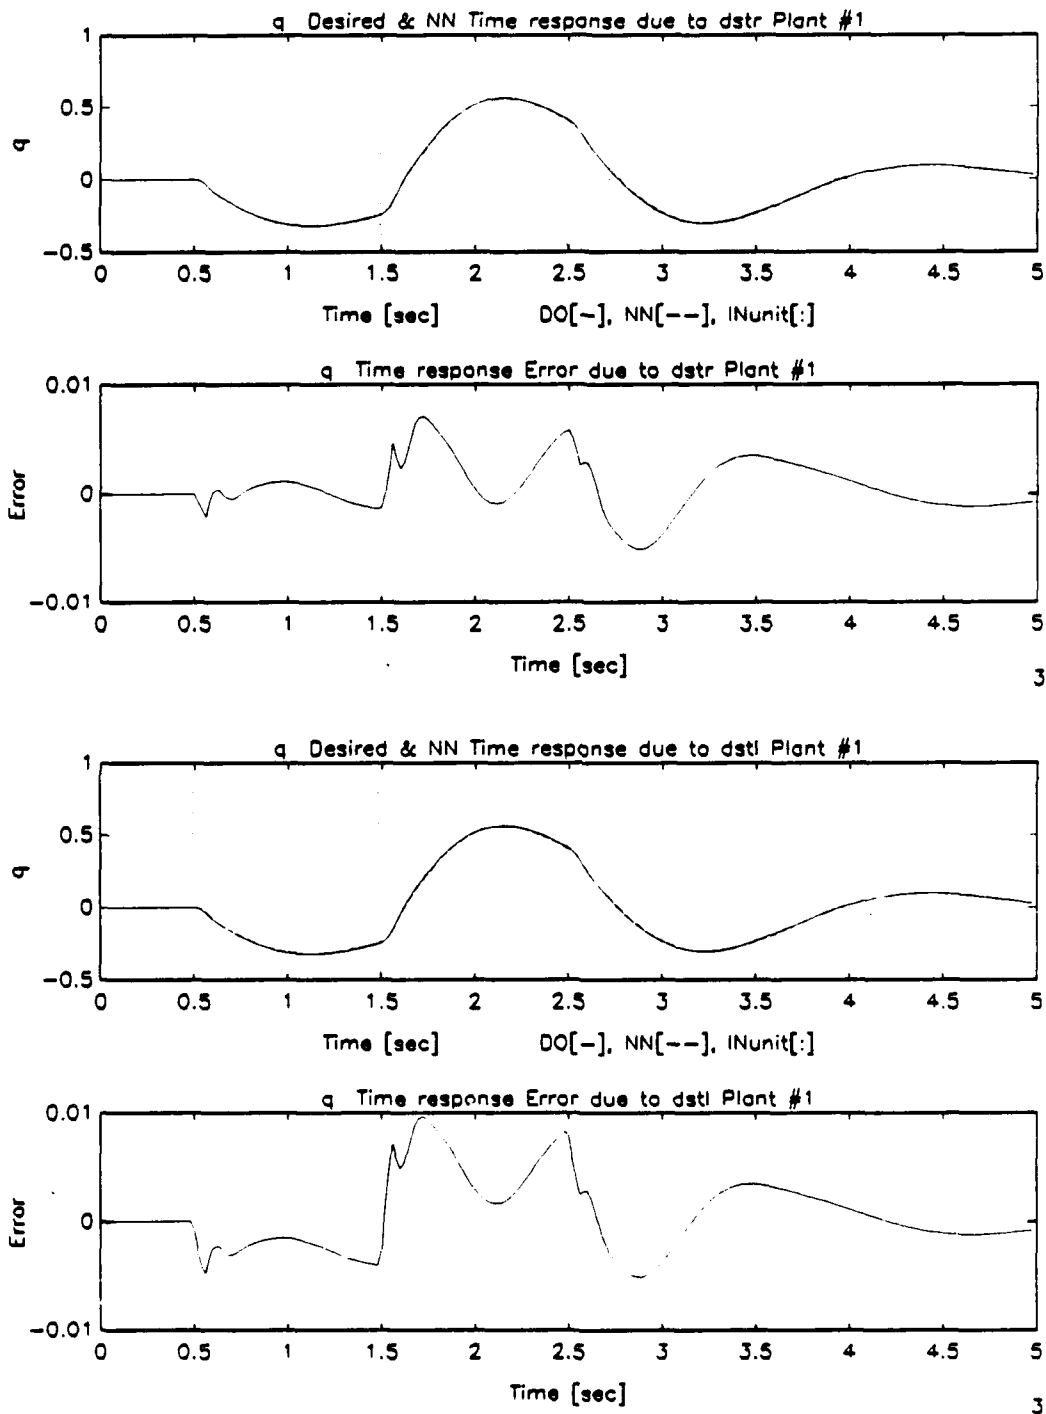 q Desired & NN Time response due to dstr Plant #1
1
0.5
0
-0.5
q
0 0.5 1 1.5 2 2.5 3 3.5 4 4.5 5
Time [sec] DO[-], NN[--], INunit[:]
q Time response Error due to dstr Plant #1
0.01
0
-0.01
Error
0 0.5 1 1.5 2 2.5 3 3.5 4 4.5 5
Time [sec]
3
q Desired & NN Time response due to dstl Plant #1
1
0.5
0
-0.5
q
0 0.5 1 1.5 2 2.5 3 3.5 4 4.5 5
Time [sec] DO[-], NN[--], INunit[:]
q Time response Error due to dstl Plant #1
0.01
0
-0.01
Error
0 0.5 1 1.5 2 2.5 3 3.5 4 4.5 5
Time [sec]
3